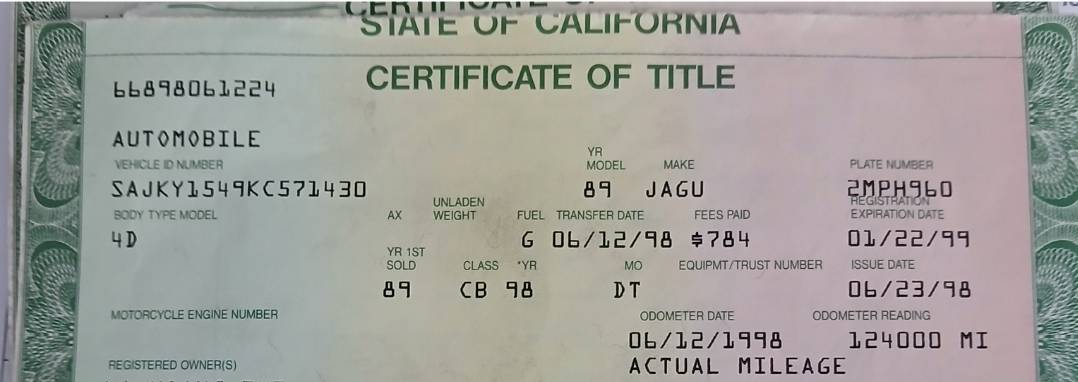 STATE OF CALIFORNIA
CERTIFICATE OF TITLE
66898061224
AUTOMOBILE
VEHICLE ID NUMBER YR MODEL MAKE PLATE NUMBER
SAJKY1549KC571430 89 JAGU 2MPH960
BODY TYPE MODEL AX UNLADEN WEIGHT FUEL TRANSFER DATE FEES PAID REGISTRATION EXPIRATION DATE
4D G 06/12/98 $784 01/22/99
YR 1ST SOLD CLASS *YR MO EQUIPMT/TRUST NUMBER ISSUE DATE
89 CB 98 DT 06/23/98
MOTORCYCLE ENGINE NUMBER ODOMETER DATE ODOMETER READING
06/12/1998 124000 MI
ACTUAL MILEAGE
REGISTERED OWNER(S)